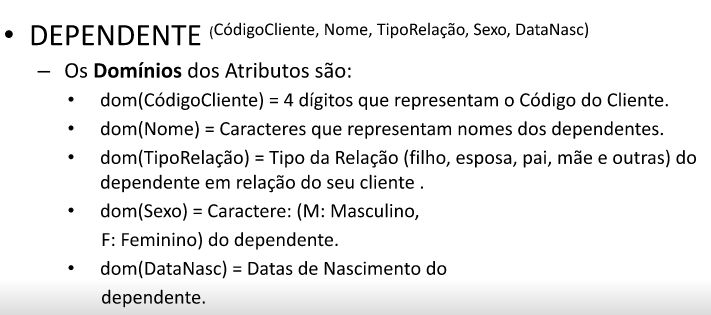 • DEPENDENTE (CódigoCliente, Nome, TipoRelação, Sexo, DataNasc)
– Os Domínios dos Atributos são:
• dom(CódigoCliente) = 4 dígitos que representam o Código do Cliente.
• dom(Nome) = Caracteres que representam nomes dos dependentes.
• dom(TipoRelação) = Tipo da Relação (filho, esposa, pai, mãe e outras) do
dependente em relação do seu cliente .
• dom(Sexo) = Caractere: (M: Masculino,
F: Feminino) do dependente.
• dom(DataNasc) = Datas de Nascimento do
dependente.